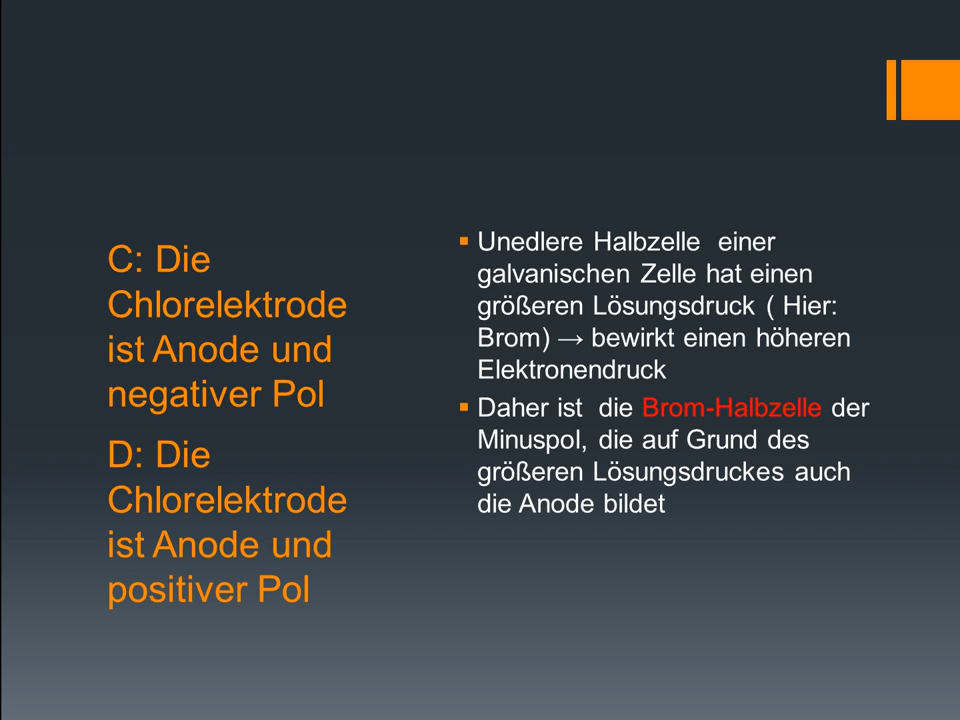 C: Die
Chlorelektrode
ist Anode und
negativer Pol
D: Die
Chlorelektrode
ist Anode und
positiver Pol
▪ Unedlere Halbzelle einer
galvanischen Zelle hat einen
größeren Lösungsdruck ( Hier:
Brom) → bewirkt einen höheren
Elektronendruck
▪ Daher ist die Brom-Halbzelle der
Minuspol, die auf Grund des
größeren Lösungsdruckes auch
die Anode bildet